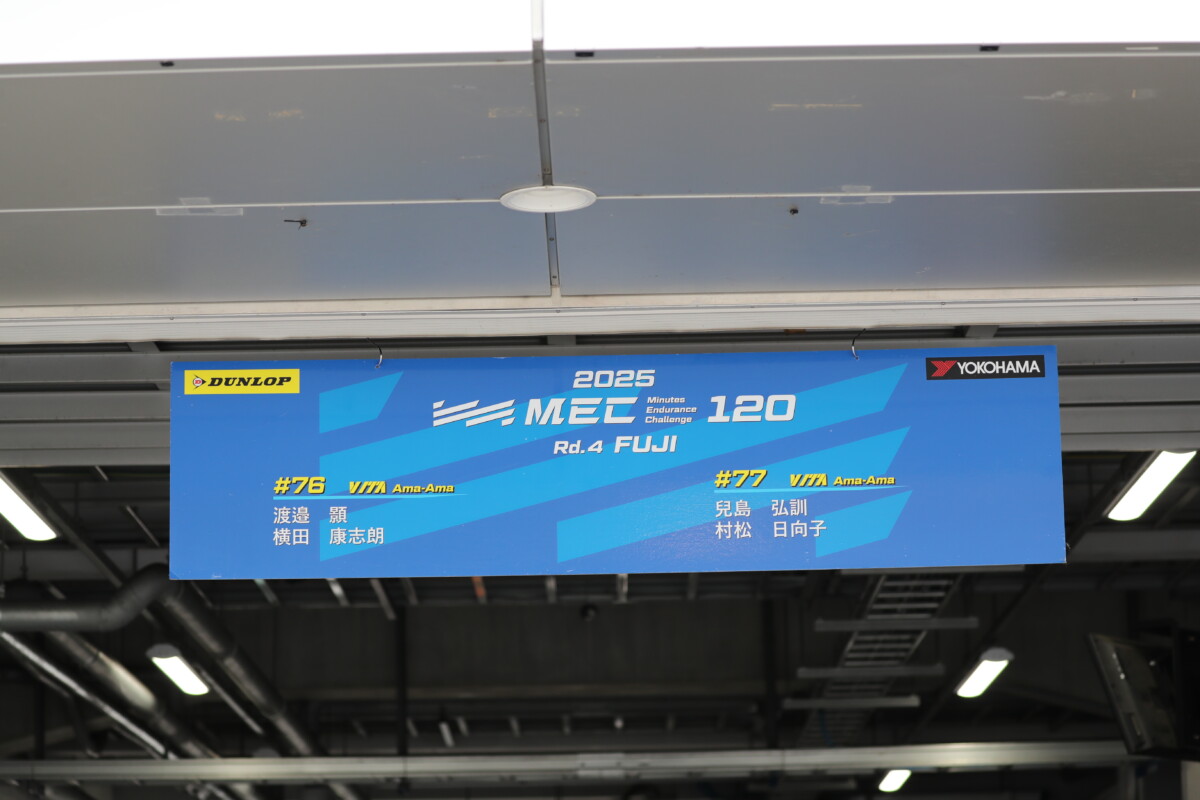 DUNLOP
YOKOHAMA
2025
MEC Minutes Endurance Challenge 120
Rd.4 FUJI
#76 VITA Ama-Ama
渡邉 顕
横田 康志朗
#77 VITA Ama-Ama
兒島 弘訓
村松 日向子